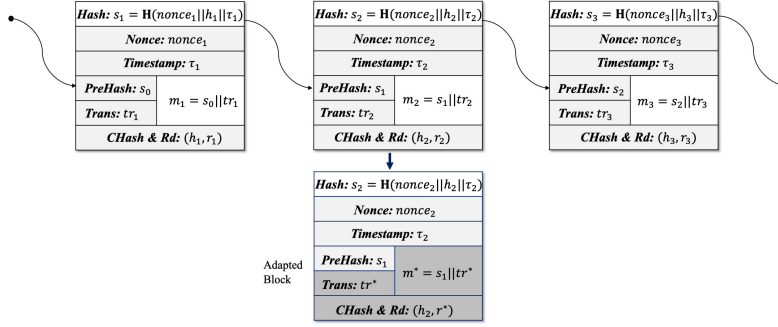 Hash: s₁ = H(nonce₁||h₁||τ₁)
Nonce: nonce₁
Timestamp: τ₁
PreHash: s₀
Trans: tr₁
m₁ = s₀||tr₁
CHash & Rd: (h₁, r₁)
Hash: s₂ = H(nonce₂||h₂||τ₂)
Nonce: nonce₂
Timestamp: τ₂
PreHash: s₁
Trans: tr₂
m₂ = s₁||tr₂
CHash & Rd: (h₂, r₂)
Hash: s₃ = H(nonce₃||h₃||τ₃)
Nonce: nonce₃
Timestamp: τ₃
PreHash: s₂
Trans: tr₃
m₃ = s₂||tr₃
CHash & Rd: (h₃, r₃)
Adapted
Block
Hash: s₂ = H(nonce₂||h₂||τ₂)
Nonce: nonce₂
Timestamp: τ₂
PreHash: s₁
Trans: tr*
m* = s₁||tr*
CHash & Rd: (h₂, r*)